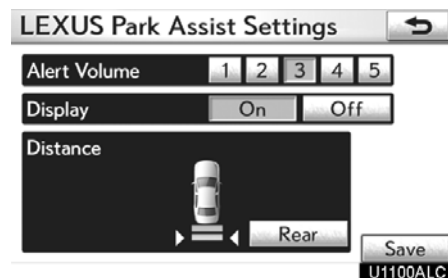 LEXUS Park Assist Settings
Alert Volume 1 2 3 4 5
Display On Off
Distance
Rear
Save
U1100ALC